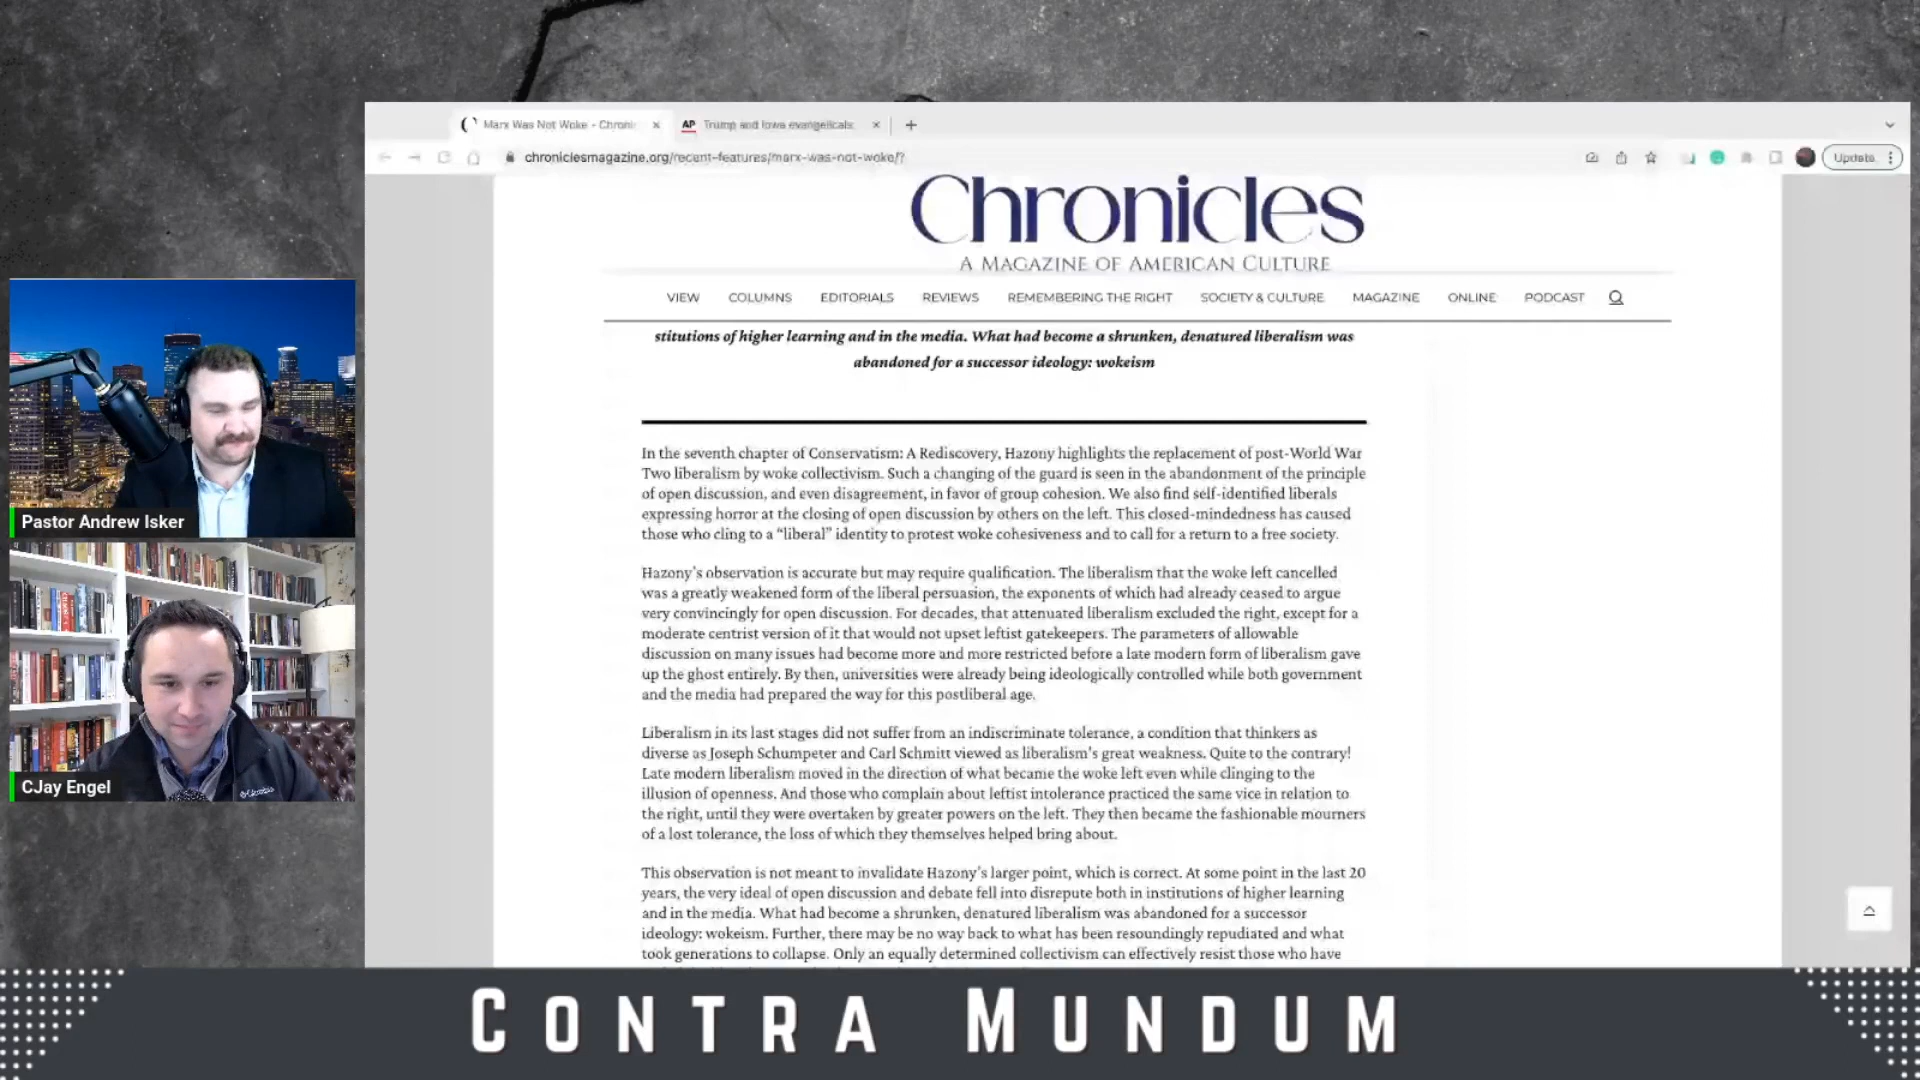 Marx Was Not Woke - Chroni
AP Trump and Iowa evangelicals:
chroniclesmagazine.org/recent-features/marx-was-not-woke/?
Update
Chronicles
A MAGAZINE OF AMERICAN CULTURE
VIEW COLUMNS EDITORIALS REVIEWS REMEMBERING THE RIGHT SOCIETY & CULTURE MAGAZINE ONLINE PODCAST
stitutions of higher learning and in the media. What had become a shrunken, denatured liberalism was
abandoned for a successor ideology: wokeism
In the seventh chapter of Conservatism: A Rediscovery, Hazony highlights the replacement of post-World War
Two liberalism by woke collectivism. Such a changing of the guard is seen in the abandonment of the principle
of open discussion, and even disagreement, in favor of group cohesion. We also find self-identified liberals
expressing horror at the closing of open discussion by others on the left. This closed-mindedness has caused
those who cling to a “liberal” identity to protest woke cohesiveness and to call for a return to a free society.
Hazony’s observation is accurate but may require qualification. The liberalism that the woke left cancelled
was a greatly weakened form of the liberal persuasion, the exponents of which had already ceased to argue
very convincingly for open discussion. For decades, that attenuated liberalism excluded the right, except for a
moderate centrist version of it that would not upset leftist gatekeepers. The parameters of allowable
discussion on many issues had become more and more restricted before a late modern form of liberalism gave
up the ghost entirely. By then, universities were already being ideologically controlled while both government
and the media had prepared the way for this postliberal age.
Liberalism in its last stages did not suffer from an indiscriminate tolerance, a condition that thinkers as
diverse as Joseph Schumpeter and Carl Schmitt viewed as liberalism’s great weakness. Quite to the contrary!
Late modern liberalism moved in the direction of what became the woke left even while clinging to the
illusion of openness. And those who complain about leftist intolerance practiced the same vice in relation to
the right, until they were overtaken by greater powers on the left. They then became the fashionable mourners
of a lost tolerance, the loss of which they themselves helped bring about.
This observation is not meant to invalidate Hazony’s larger point, which is correct. At some point in the last 20
years, the very ideal of open discussion and debate fell into disrepute both in institutions of higher learning
and in the media. What had become a shrunken, denatured liberalism was abandoned for a successor
ideology: wokeism. Further, there may be no way back to what has been resoundingly repudiated and what
took generations to collapse. Only an equally determined collectivism can effectively resist those who have
Pastor Andrew Isker
CJay Engel
Columbia
CONTRA MUNDUM